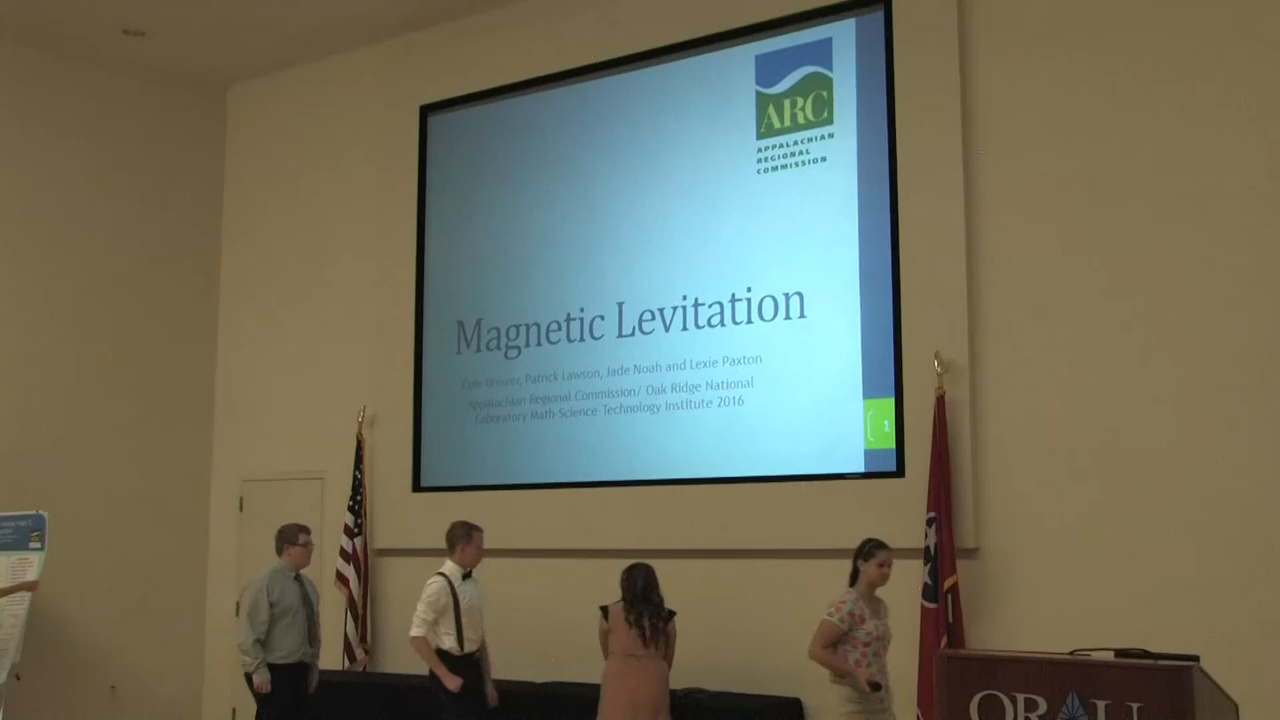 ARC
APPALACHIAN
REGIONAL
COMMISSION
Magnetic Levitation
Brewer, Patrick Lawson, Jade Noah and Lexie Paxton
Appalachian Regional Commission/ Oak Ridge National
Laboratory Math-Science-Technology Institute 2016
1